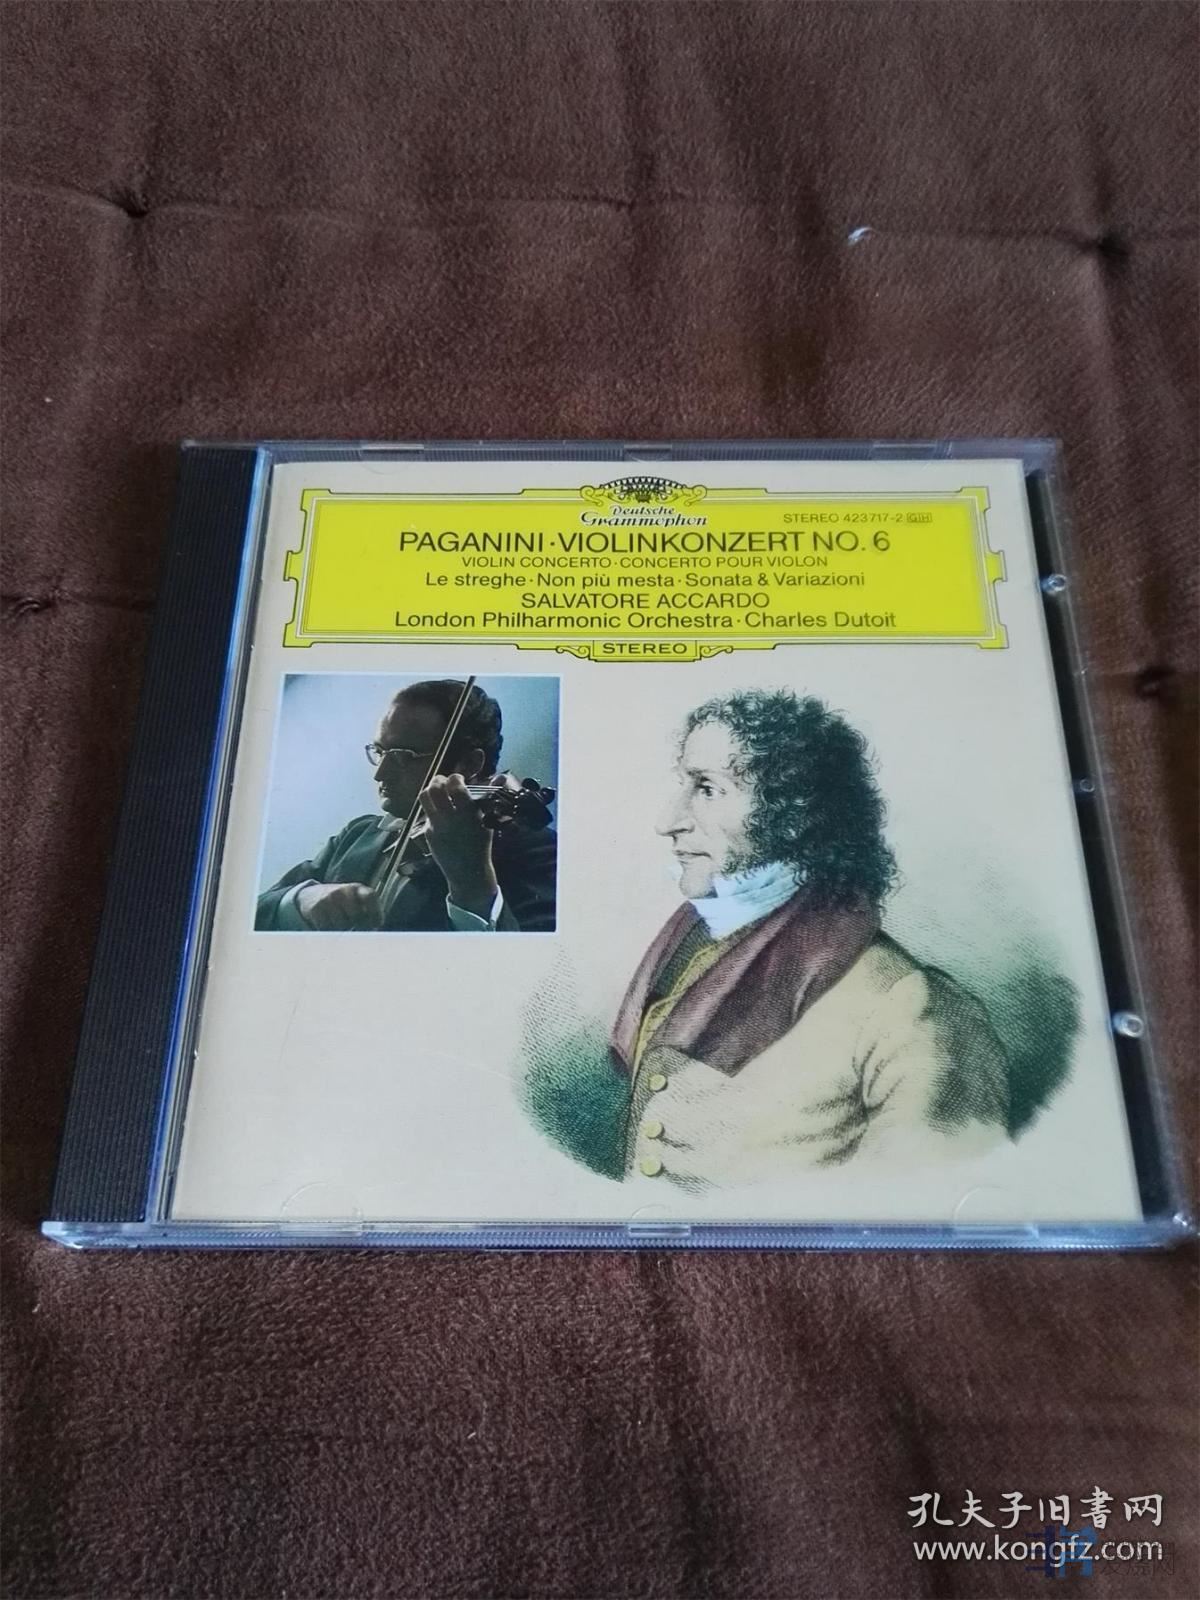 Deutsche
Grammophon
STEREO 423717-2 GH
PAGANINI·VIOLINKONZERT NO. 6
VIOLIN CONCERTO·CONCERTO POUR VIOLON
Le streghe·Non più mesta·Sonata & Variazioni
SALVATORE ACCARDO
London Philharmonic Orchestra·Charles Dutoit
STEREO
孔夫子旧书网
www.kongfz.com